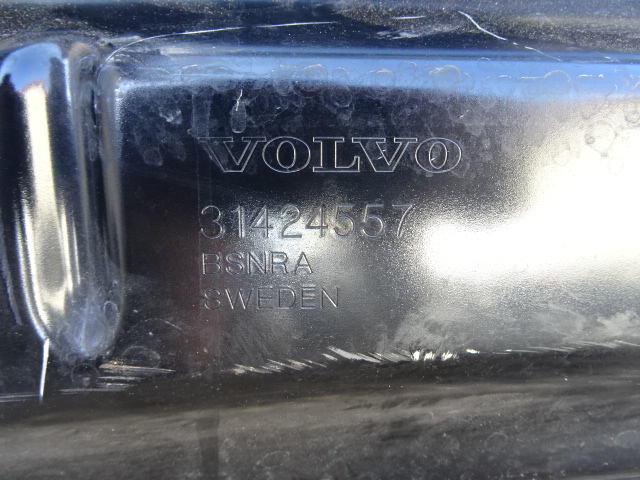 VOLVO
31424557
BSNRA
SWEDEN